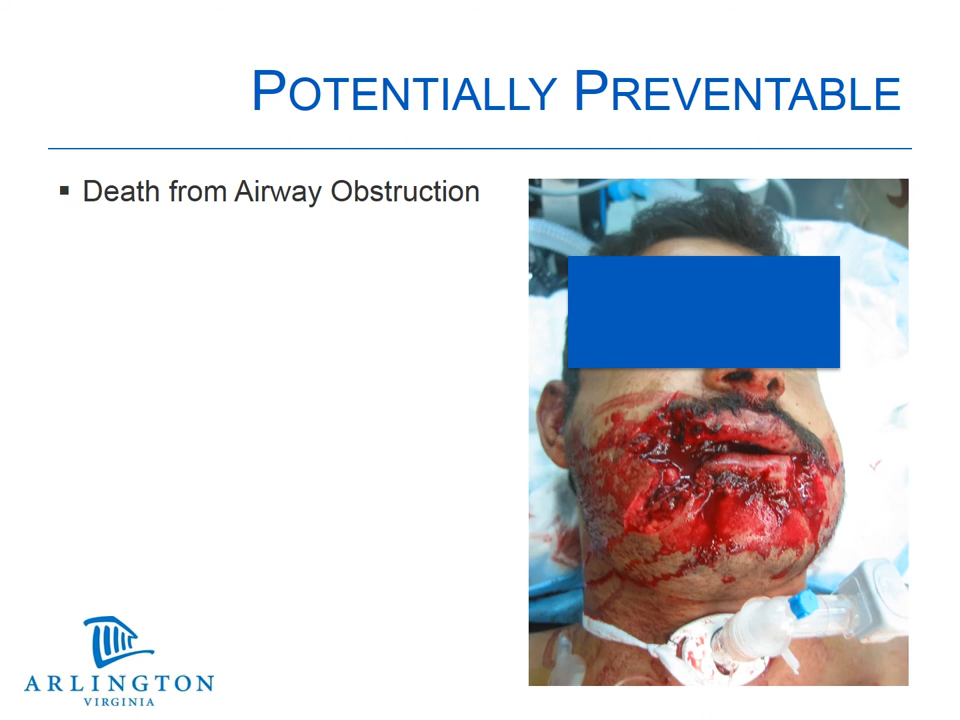 POTENTIALLY PREVENTABLE
▪ Death from Airway Obstruction
ARLINGTON
VIRGINIA